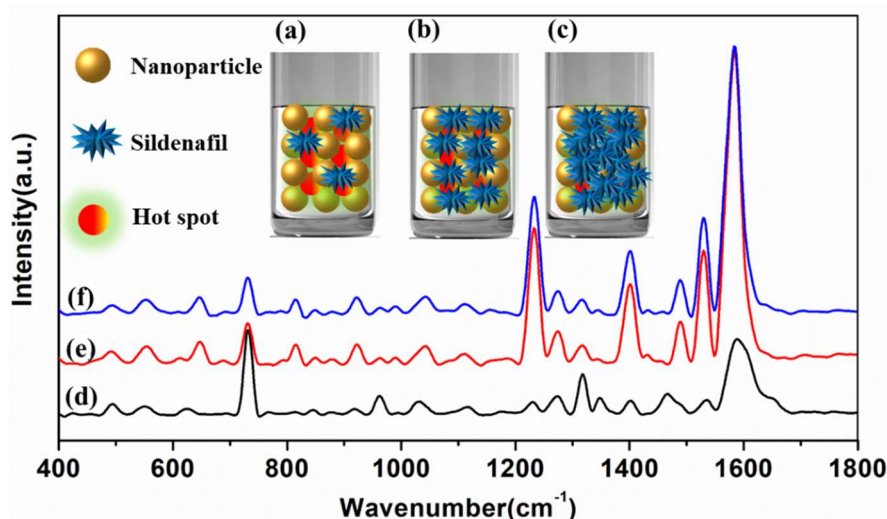 (a)
(b)
(c)
Nanoparticle
Sildenafil
Hot spot
Intensity(a.u.)
(f)
(e)
(d)
400
600
800
1000
1200
1400
1600
1800
Wavenumber(cm⁻¹)